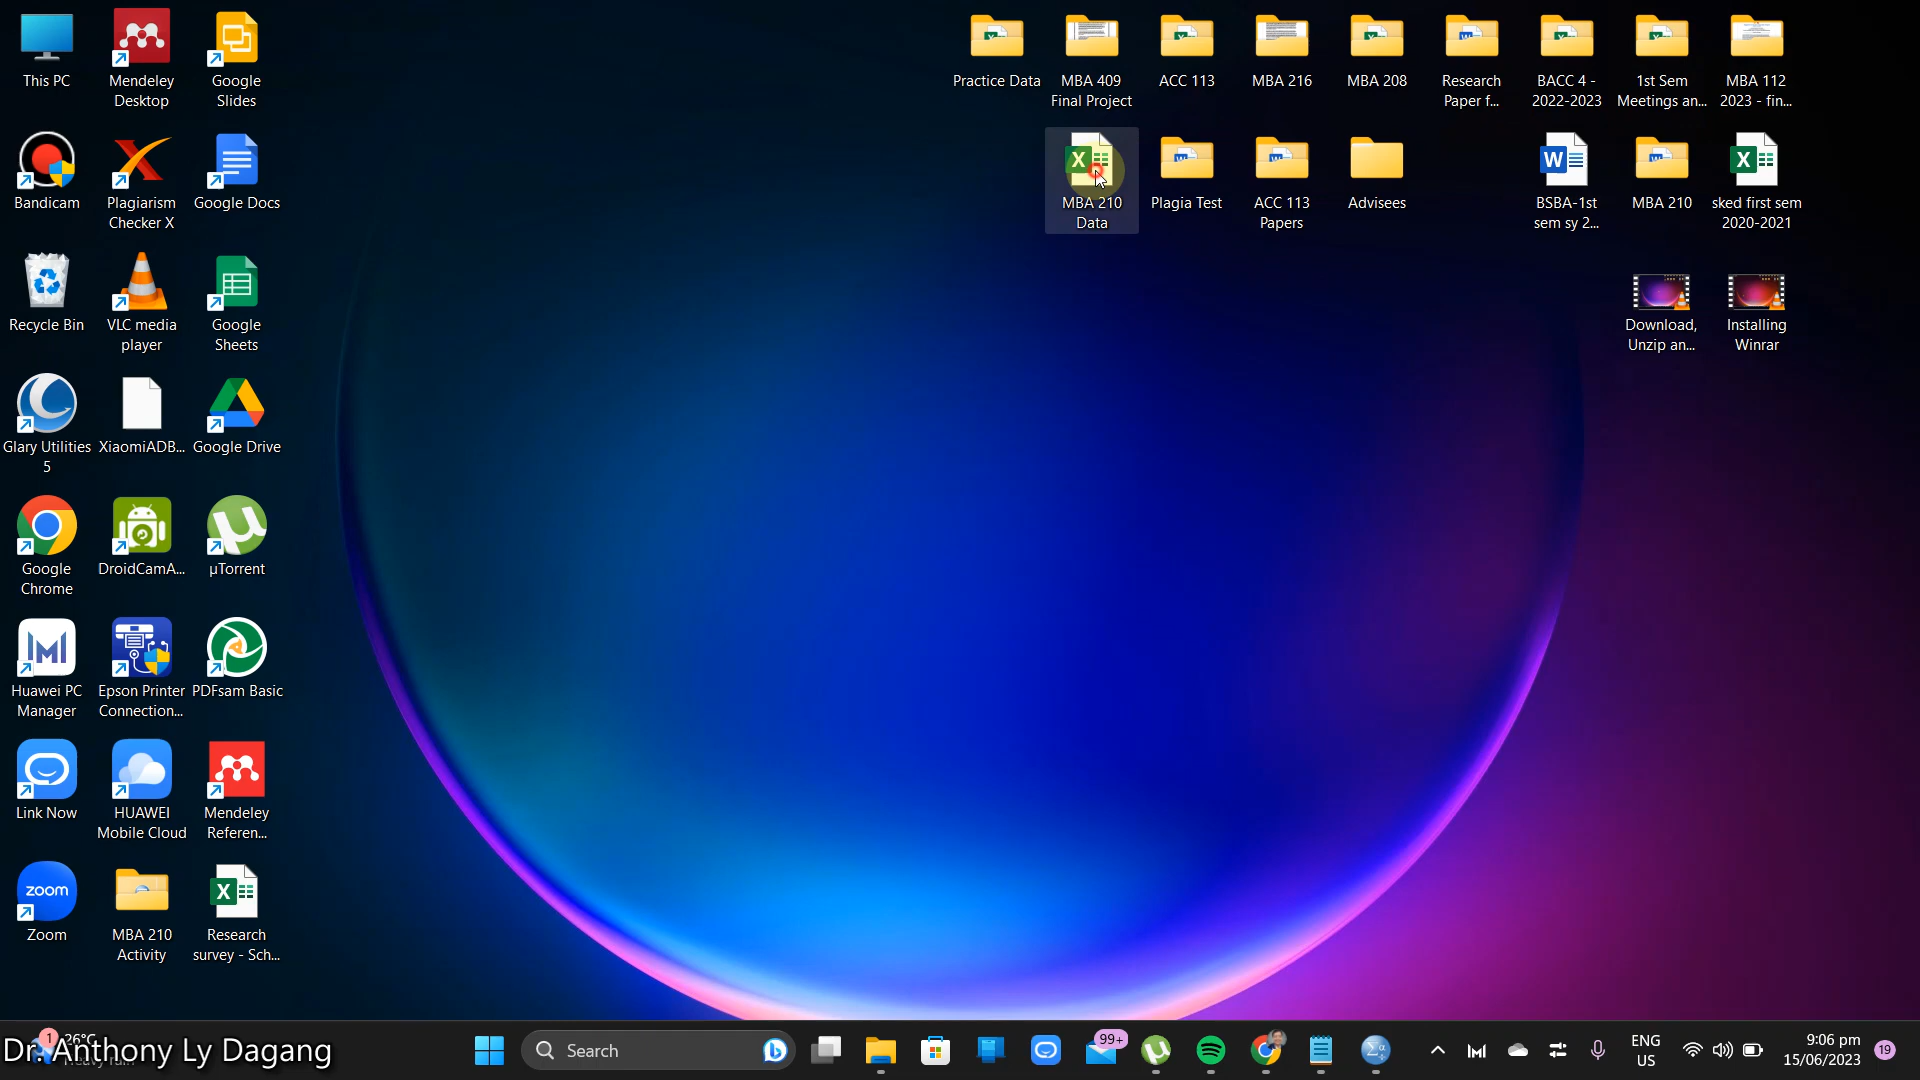 This PC
Mendeley
Desktop
Google
Slides
Bandicam
Plagiarism
Checker X
Google Docs
Recycle Bin
VLC media
player
Google
Sheets
Glary Utilities
5
XiaomiADB...
Google Drive
Google
Chrome
DroidCamA...
µTorrent
Huawei PC
Manager
Epson Printer
Connection...
PDFsam Basic
Link Now
HUAWEI
Mobile Cloud
Mendeley
Referen...
zoom
Zoom
MBA 210
Activity
Research
survey - Sch...
Practice Data
MBA 409
Final Project
ACC 113
MBA 216
MBA 208
Research
Paper f...
BACC 4 -
2022-2023
1st Sem
Meetings an...
MBA 112
2023 - fin...
MBA 210
Data
Plagia Test
ACC 113
Papers
Advisees
BSBA-1st
sem sy 2...
MBA 210
sked first sem
2020-2021
Download,
Unzip an...
Installing
Winrar
1
26°C
Heavy rain
Dr. Anthony Ly Dagang
Search
99+
ENG
US
9:06 pm
15/06/2023
19